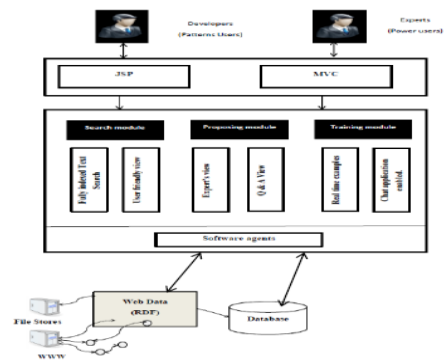 Developers
(Patterns Users)
Experts
(Power users)
JSP
MVC
Search module
Proposing module
Training module
Fully indexed Text
Search
User friendly view
Expert's view
Q & A View
Real time examples
Chat application
enabled.
Software agents
Web Data
(RDF)
Database
File Stores
WWW